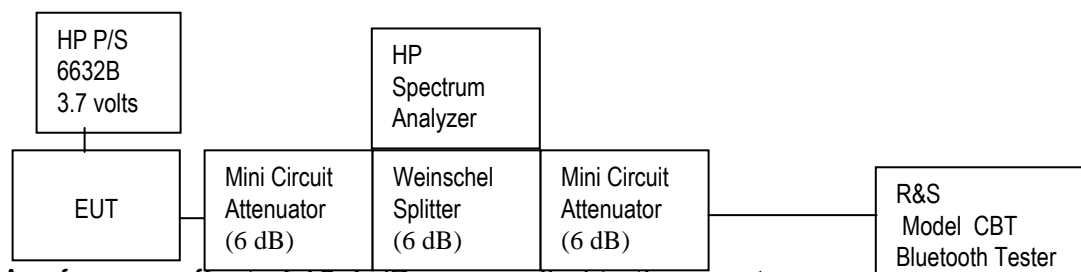 HP P/S
6632B
3.7 volts
HP
Spectrum
Analyzer
EUT
Mini Circuit
Attenuator
(6 dB)
Weinschel
Splitter
(6 dB)
Mini Circuit
Attenuator
(6 dB)
R&S
Model CBT
Bluetooth Tester